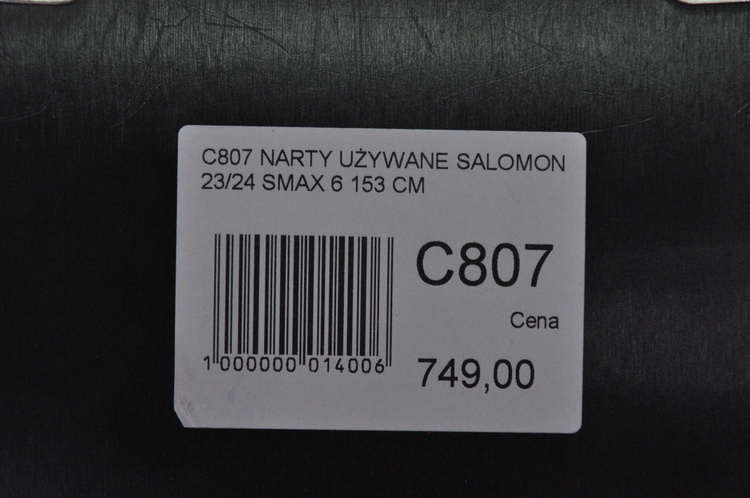 C807 NARTY UŻYWANE SALOMON
23/24 SMAX 6 153 CM
C807
Cena
749,00
1 000000 014006